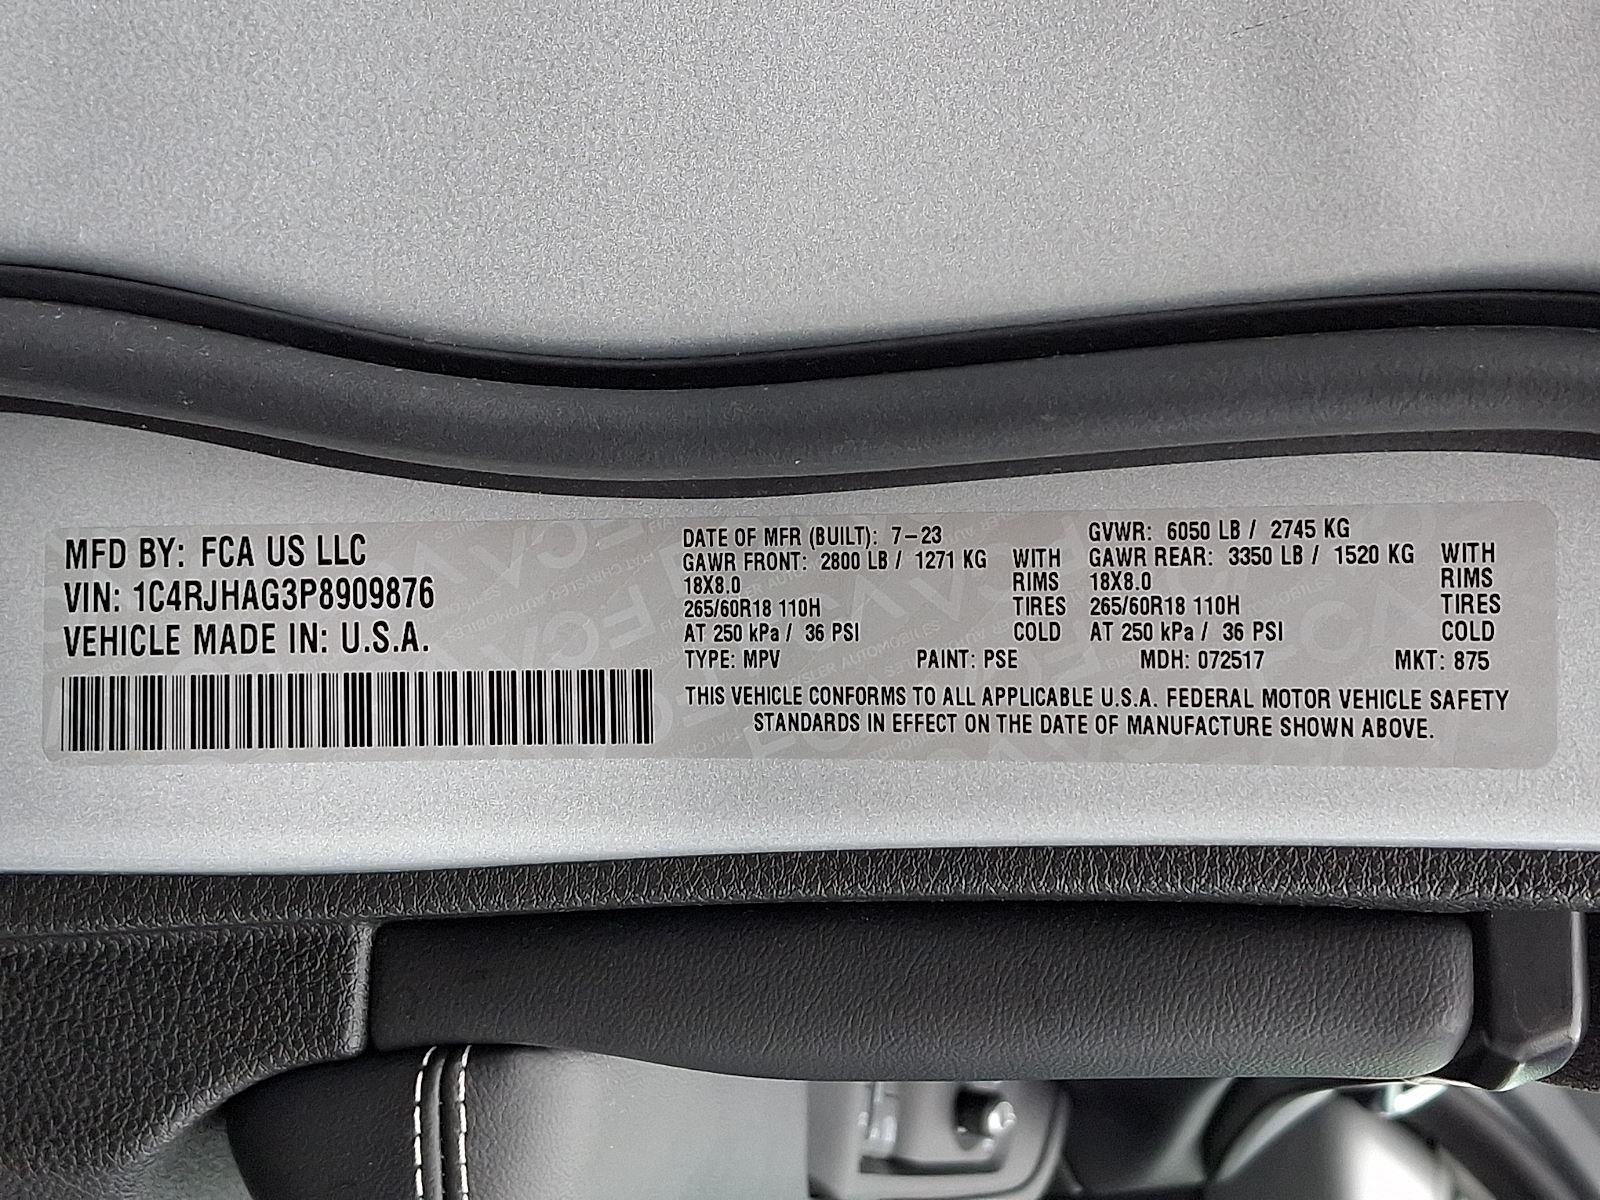 MFD BY: FCA US LLC
VIN: 1C4RJHAG3P8909876
VEHICLE MADE IN: U.S.A.
DATE OF MFR (BUILT): 7-23 GVWR: 6050 LB / 2745 KG
GAWR FRONT: 2800 LB / 1271 KG WITH GAWR REAR: 3350 LB / 1520 KG WITH
18X8.0 RIMS 18X8.0 RIMS
265/60R18 110H TIRES 265/60R18 110H TIRES
AT 250 kPa / 36 PSI COLD AT 250 kPa / 36 PSI COLD
TYPE: MPV PAINT: PSE MDH: 072517 MKT: 875
THIS VEHICLE CONFORMS TO ALL APPLICABLE U.S.A. FEDERAL MOTOR VEHICLE SAFETY
STANDARDS IN EFFECT ON THE DATE OF MANUFACTURE SHOWN ABOVE.